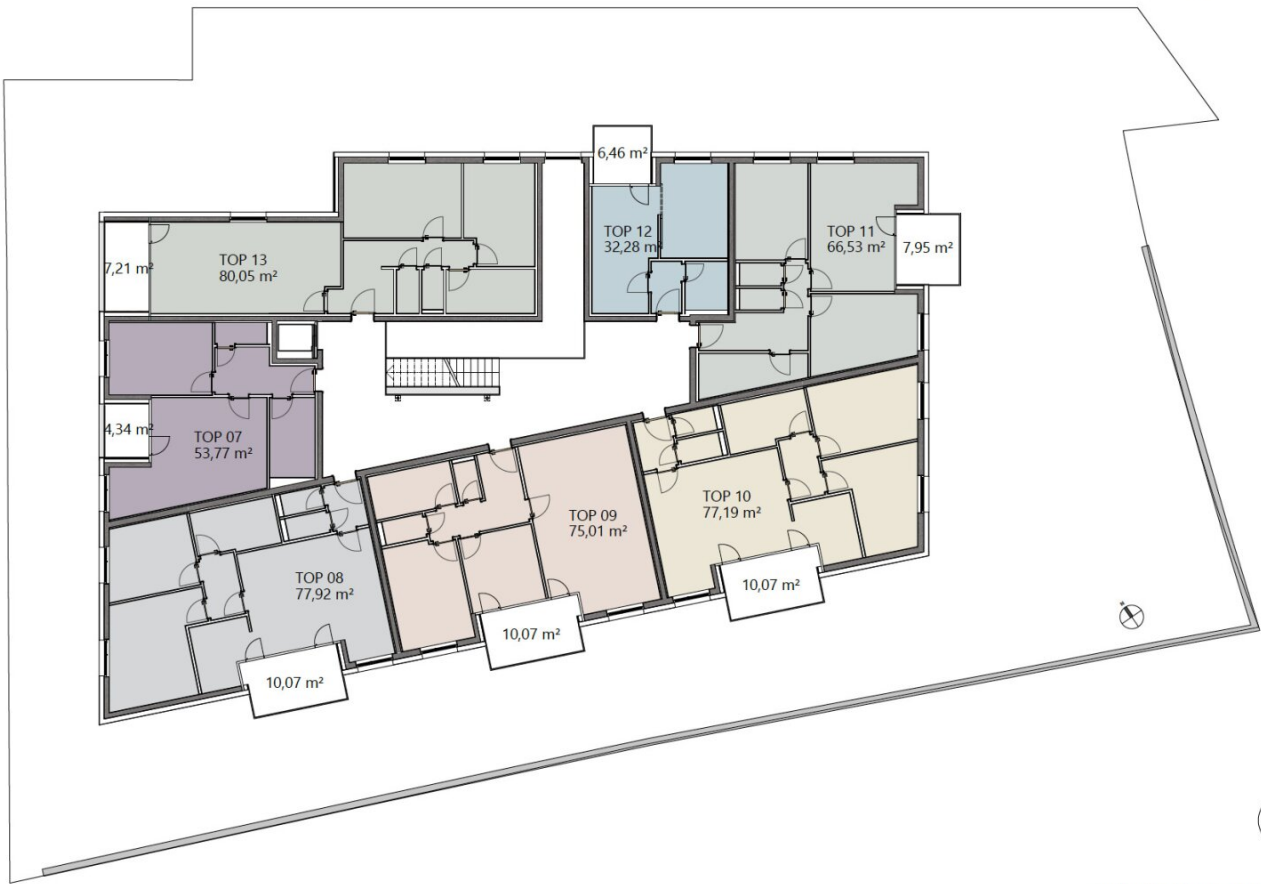 6,46 m²
TOP 12
32,28 m
TOP 11
66,53 m²
7,95 m²
7,21 m²
TOP 13
80,05 m²
4,34 m²
TOP 07
53,77 m²
TOP 10
77,19 m²
TOP 09
75,01 m²
TOP 08
77,92 m²
10,07 m²
10,07 m²
10,07 m²